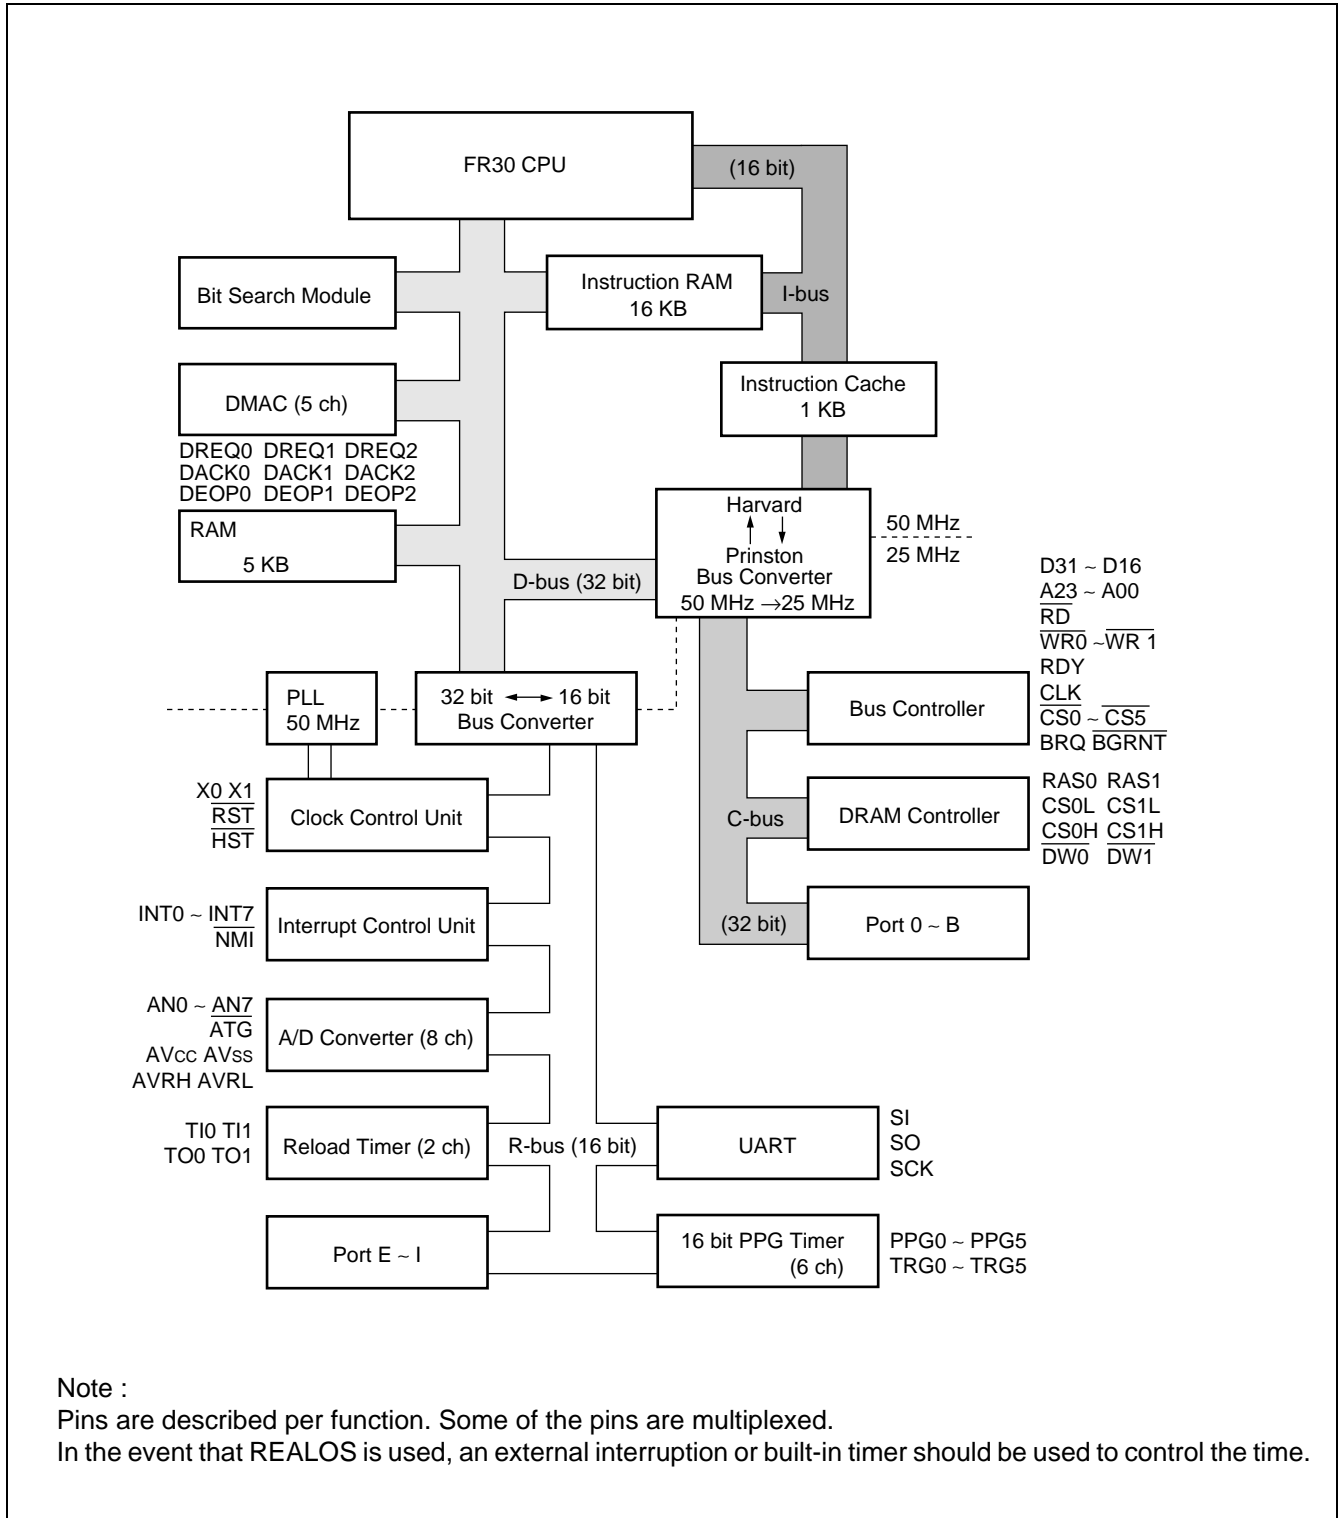 FR30 CPU
(16 bit)
Bit Search Module
Instruction RAM
16 KB
I-bus
DMAC (5 ch)
Instruction Cache
1 KB
DREQ0 DREQ1 DREQ2
DACK0 DACK1 DACK2
DEOP0 DEOP1 DEOP2
RAM
5 KB
Harvard
Prinston
Bus Converter
50 MHz →25 MHz
50 MHz
25 MHz
D-bus (32 bit)
D31 ~ D16
A23 ~ A00
RD
WR0 ~ WR 1
RDY
CLK
CS0 ~ CS5
BRQ BGRNT
PLL
50 MHz
32 bit ↔ 16 bit
Bus Converter
Bus Controller
X0 X1
RST
HST
Clock Control Unit
C-bus
DRAM Controller
RAS0 RAS1
CS0L CS1L
CS0H CS1H
DW0 DW1
INT0 ~ INT7
NMI
Interrupt Control Unit
(32 bit)
Port 0 ~ B
AN0 ~ AN7
ATG
AVCC AVSS
AVRH AVRL
A/D Converter (8 ch)
TI0 TI1
TO0 TO1
Reload Timer (2 ch)
R-bus (16 bit)
UART
SI
SO
SCK
Port E ~ I
16 bit PPG Timer
(6 ch)
PPG0 ~ PPG5
TRG0 ~ TRG5
Note :
Pins are described per function. Some of the pins are multiplexed.
In the event that REALOS is used, an external interruption or built-in timer should be used to control the time.